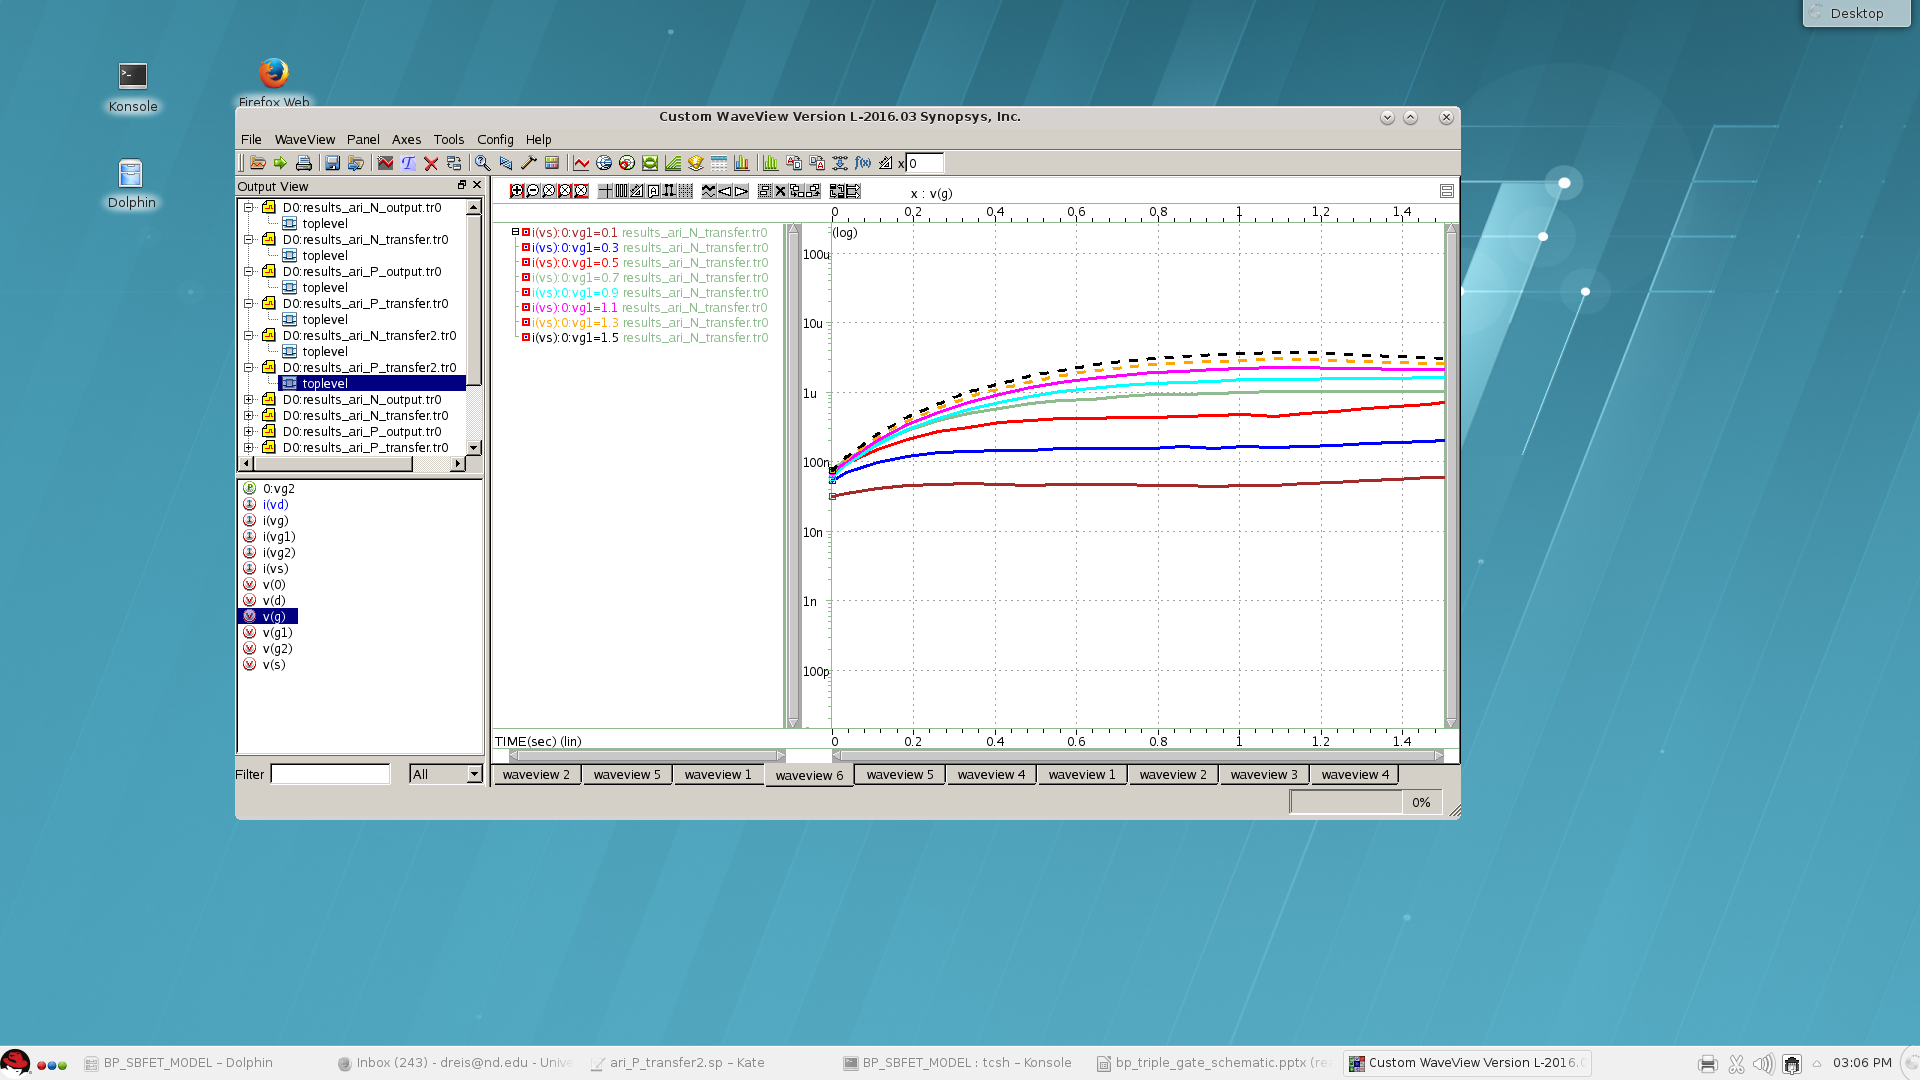 Desktop
Konsole
Firefox Web
Dolphin
Custom WaveView Version L-2016.03 Synopsys, Inc.
File WaveView Panel Axes Tools Config Help
x 0
Output View
D0:results_ari_N_output.tr0
toplevel
D0:results_ari_N_transfer.tr0
toplevel
D0:results_ari_P_output.tr0
toplevel
D0:results_ari_P_transfer.tr0
toplevel
D0:results_ari_N_transfer2.tr0
toplevel
D0:results_ari_P_transfer2.tr0
toplevel
D0:results_ari_N_output.tr0
D0:results_ari_N_transfer.tr0
D0:results_ari_P_output.tr0
D0:results_ari_P_transfer.tr0
0:vg2
i(vd)
i(vg)
i(vg1)
i(vg2)
i(vs)
v(0)
v(d)
v(g)
v(g1)
v(g2)
v(s)
Filter All
x : v(g)
0 0.2 0.4 0.6 0.8 1 1.2 1.4
i(vs):0:vg1=0.1 results_ari_N_transfer.tr0
i(vs):0:vg1=0.3 results_ari_N_transfer.tr0
i(vs):0:vg1=0.5 results_ari_N_transfer.tr0
i(vs):0:vg1=0.7 results_ari_N_transfer.tr0
i(vs):0:vg1=0.9 results_ari_N_transfer.tr0
i(vs):0:vg1=1.1 results_ari_N_transfer.tr0
i(vs):0:vg1=1.3 results_ari_N_transfer.tr0
i(vs):0:vg1=1.5 results_ari_N_transfer.tr0
(log)
100u
10u
1u
100n
10n
1n
100p
TIME(sec) (lin)
0 0.2 0.4 0.6 0.8 1 1.2 1.4
waveview 2 waveview 5 waveview 1 waveview 6 waveview 5 waveview 4 waveview 1 waveview 2 waveview 3 waveview 4
0%
BP_SBFET_MODEL – Dolphin Inbox (243) - dreis@nd.edu - Unive ari_P_transfer2.sp – Kate BP_SBFET_MODEL : tcsh – Konsole bp_triple_gate_schematic.pptx (re Custom WaveView Version L-2016. 03:06 PM